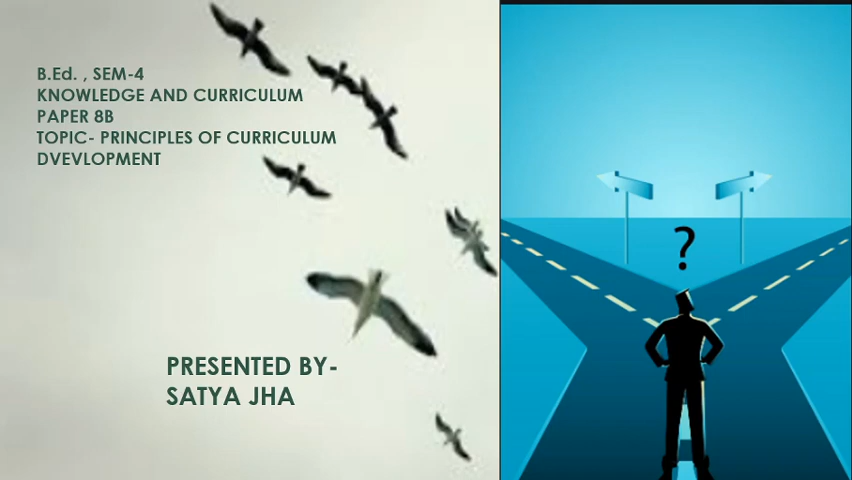 B.Ed. , SEM-4
KNOWLEDGE AND CURRICULUM
PAPER 8B
TOPIC- PRINCIPLES OF CURRICULUM
DVEVLOPMENT
?
PRESENTED BY-
SATYA JHA